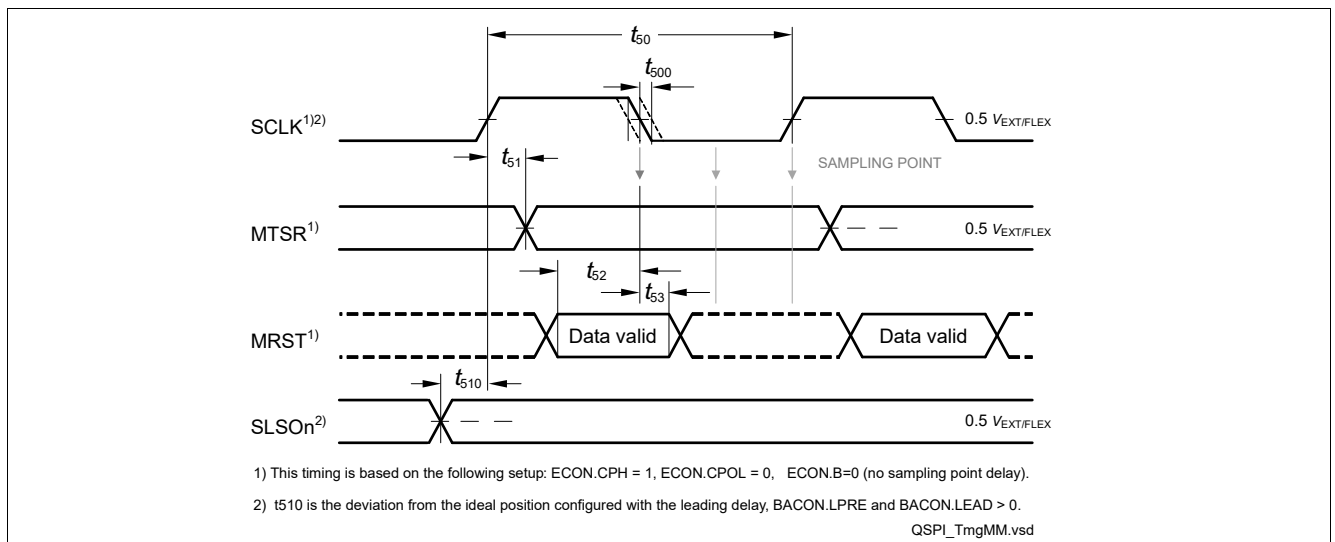 t50
t500
SCLK1)2)
0.5 VEXT/FLEX
t51
SAMPLING POINT
MTSR1)
0.5 VEXT/FLEX
t52
t53
MRST1)
Data valid
Data valid
t510
SLSOn2)
0.5 VEXT/FLEX
1) This timing is based on the following setup: ECON.CPH = 1, ECON.CPOL = 0, ECON.B=0 (no sampling point delay).
2) t510 is the deviation from the ideal position configured with the leading delay, BACON.LPRE and BACON.LEAD > 0.
QSPI_TmgMM.vsd